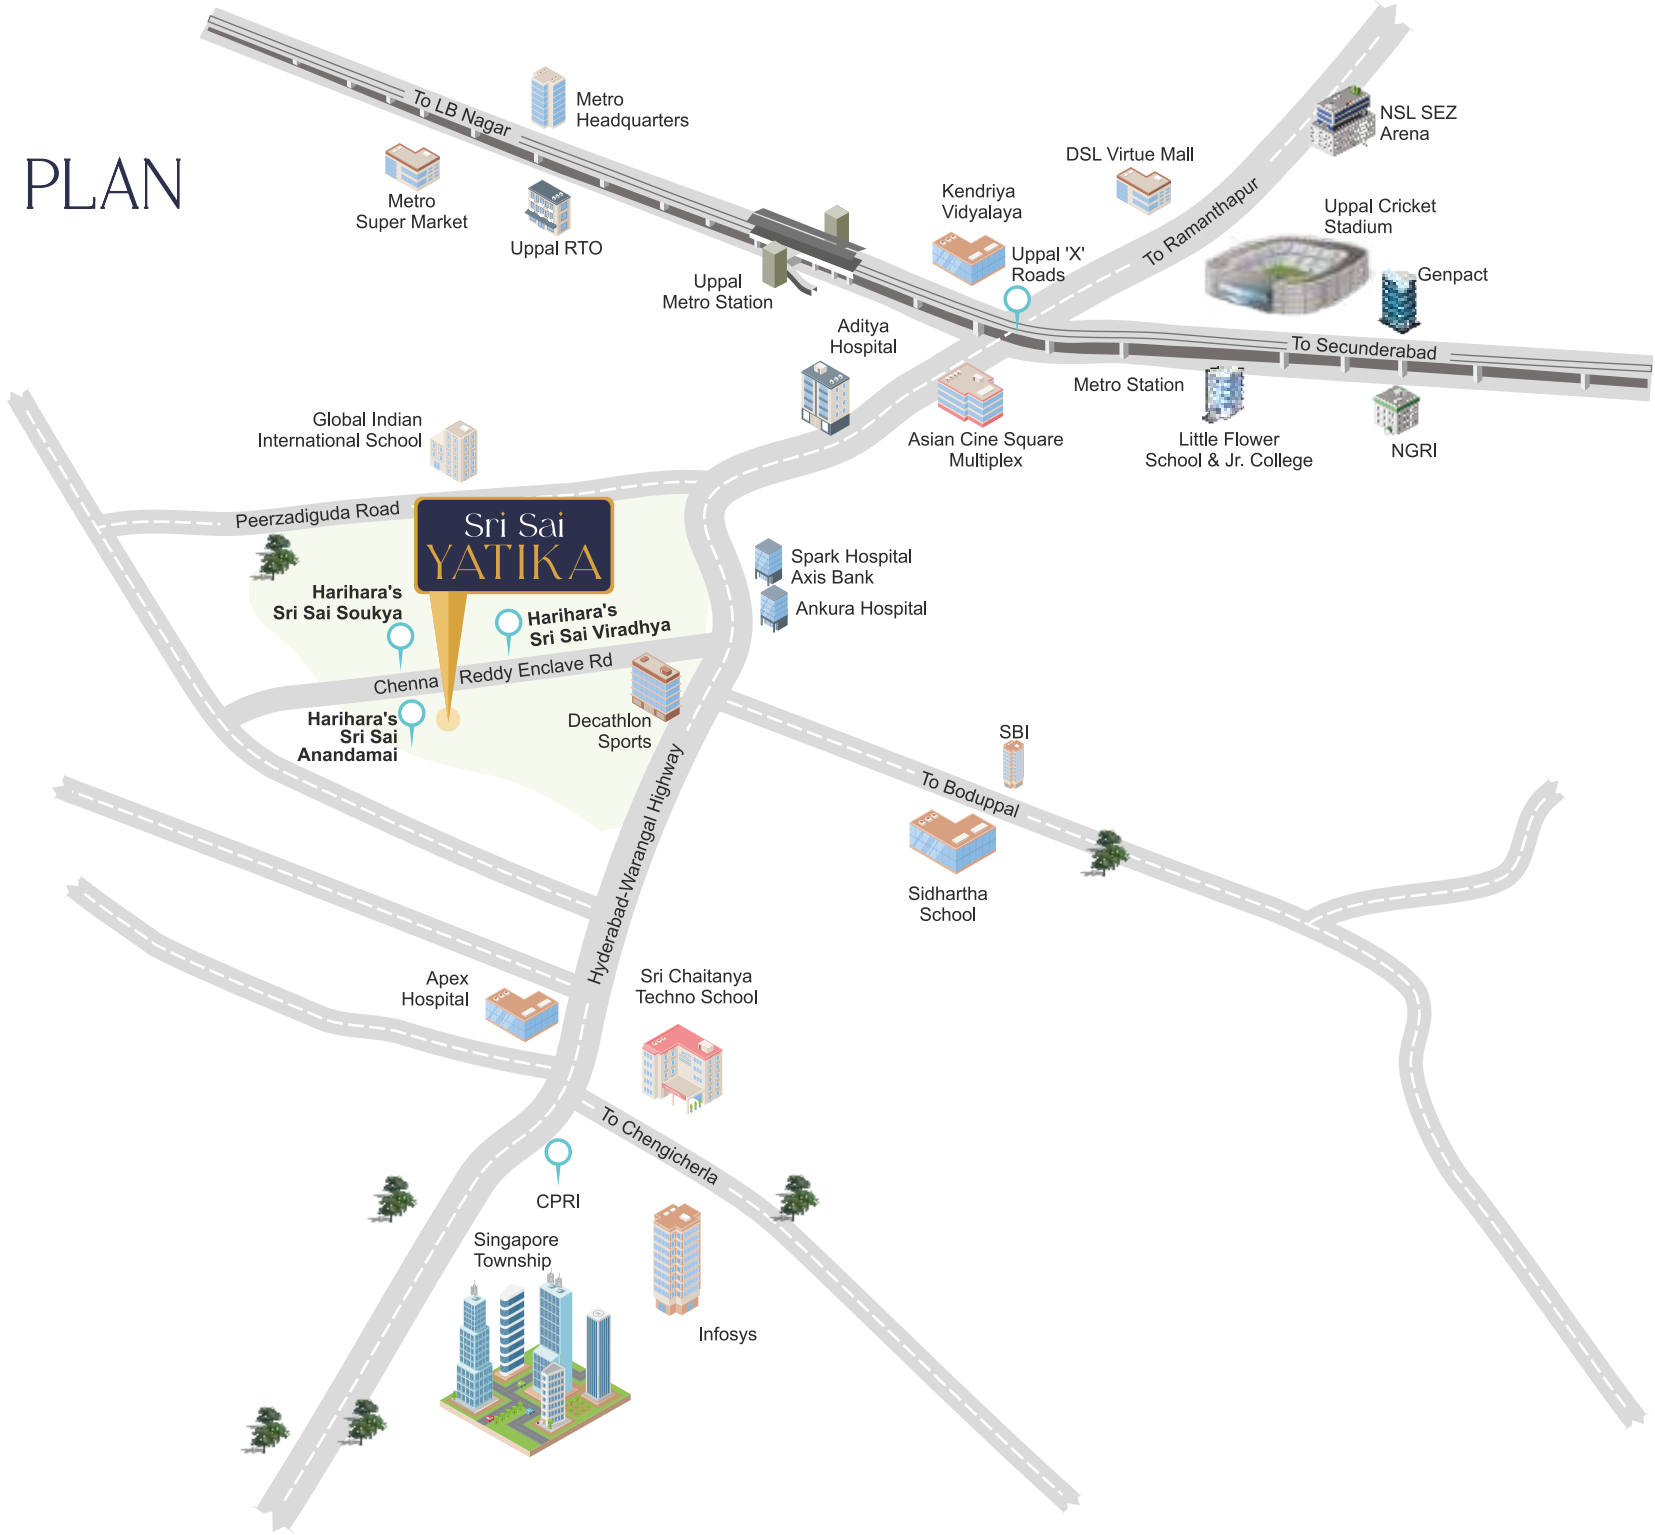 PLAN
To LB Nagar
Metro
Headquarters
Metro
Super Market
Uppal RTO
Uppal
Metro Station
Kendriya
Vidyalaya
DSL Virtue Mall
NSL SEZ
Arena
To Ramanthapur
Uppal Cricket
Stadium
Genpact
Uppal 'X'
Roads
Aditya
Hospital
To Secunderabad
Metro Station
Asian Cine Square
Multiplex
Little Flower
School & Jr. College
NGRI
Global Indian
International School
Peerzadiguda Road
Sri Sai
YATIKA
Spark Hospital
Axis Bank
Ankura Hospital
Harihara's
Sri Sai Soukya
Harihara's
Sri Sai Viradhya
Chenna Reddy Enclave Rd
Harihara's
Sri Sai
Anandamai
Decathlon
Sports
Hyderabad-Warangal Highway
SBI
To Boduppal
Sidhartha
School
Apex
Hospital
Sri Chaitanya
Techno School
To Chengicherla
CPRI
Singapore
Township
Infosys